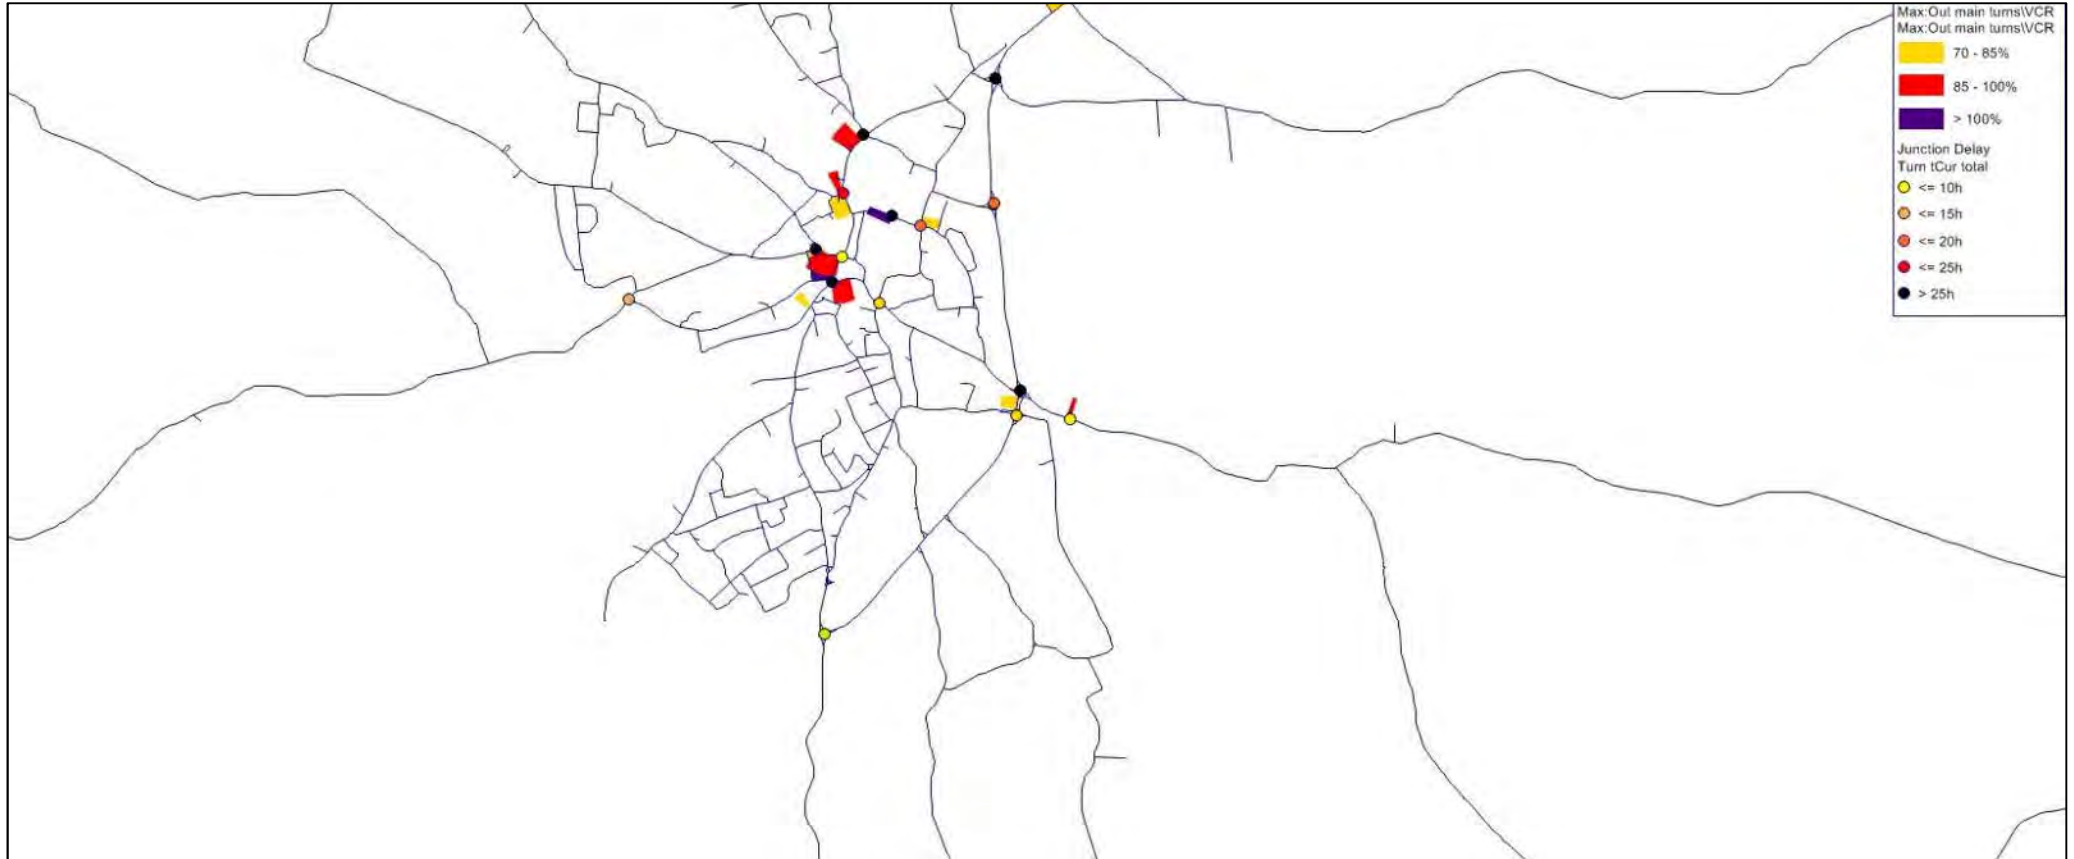 Max:Out main turns\VCR
Max:Out main turns\VCR
70 - 85%
85 - 100%
> 100%
Junction Delay
Turn tCur total
<= 10h
<= 15h
<= 20h
<= 25h
> 25h